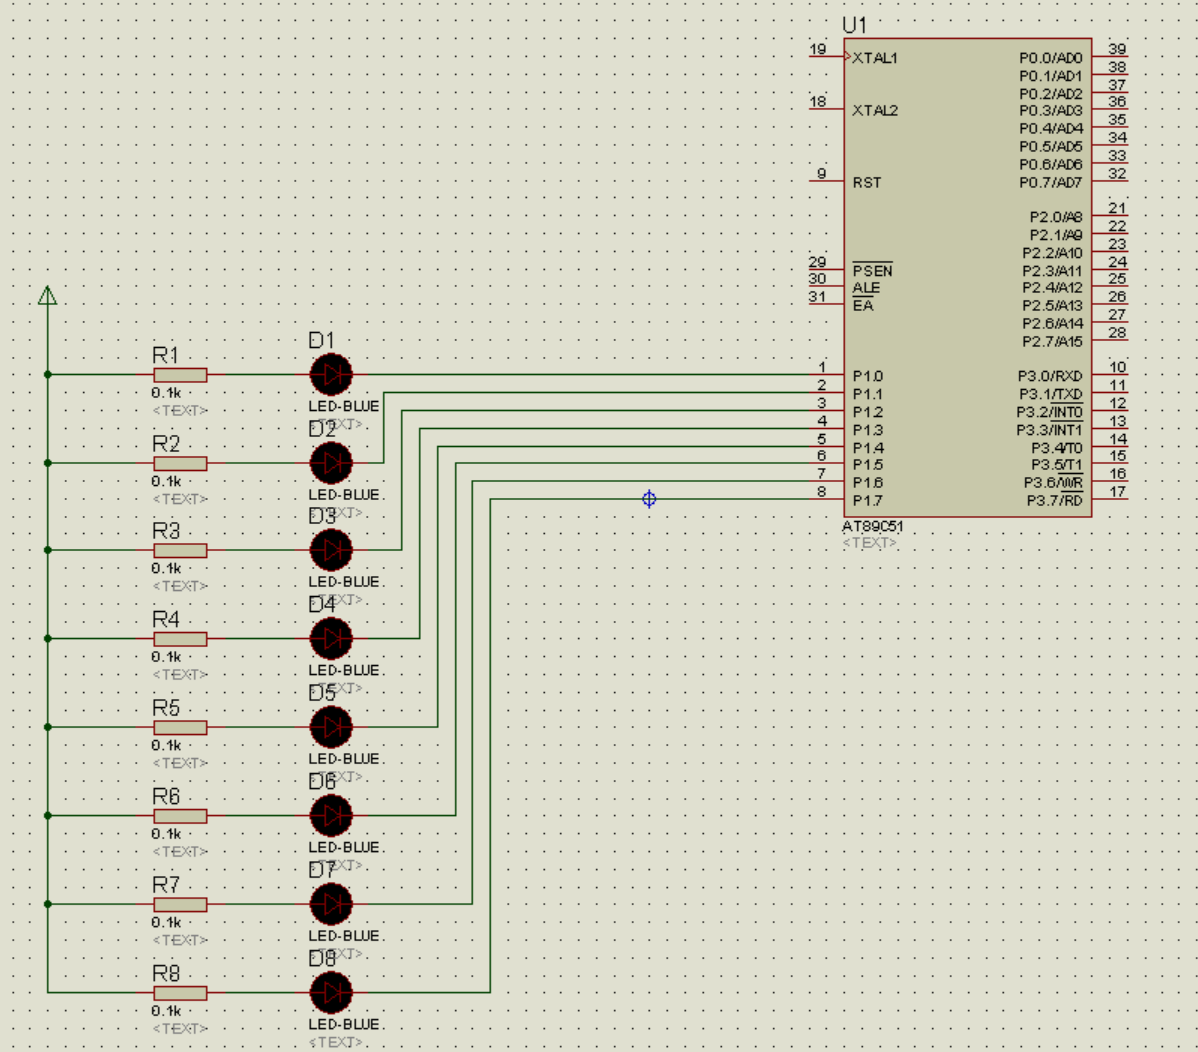 U1
19 XTAL1
18 XTAL2
9 RST
29 PSEN
30 ALE
31 EA
1 P1.0
2 P1.1
3 P1.2
4 P1.3
5 P1.4
6 P1.5
7 P1.6
8 P1.7
P0.0/AD0 39
P0.1/AD1 38
P0.2/AD2 37
P0.3/AD3 36
P0.4/AD4 35
P0.5/AD5 34
P0.6/AD6 33
P0.7/AD7 32
P2.0/A8 21
P2.1/A9 22
P2.2/A10 23
P2.3/A11 24
P2.4/A12 25
P2.5/A13 26
P2.6/A14 27
P2.7/A15 28
P3.0/RXD 10
P3.1/TXD 11
P3.2/INT0 12
P3.3/INT1 13
P3.4/T0 14
P3.5/T1 15
P3.6/WR 16
P3.7/RD 17
AT89C51
<TEXT>
R1
0.1k
<TEXT>
D1
LED-BLUE
<TEXT>
R2
0.1k
<TEXT>
D2
LED-BLUE
<TEXT>
R3
0.1k
<TEXT>
D3
LED-BLUE
<TEXT>
R4
0.1k
<TEXT>
D4
LED-BLUE
<TEXT>
R5
0.1k
<TEXT>
D5
LED-BLUE
<TEXT>
R6
0.1k
<TEXT>
D6
LED-BLUE
<TEXT>
R7
0.1k
<TEXT>
D7
LED-BLUE
<TEXT>
R8
0.1k
<TEXT>
D8
LED-BLUE
<TEXT>